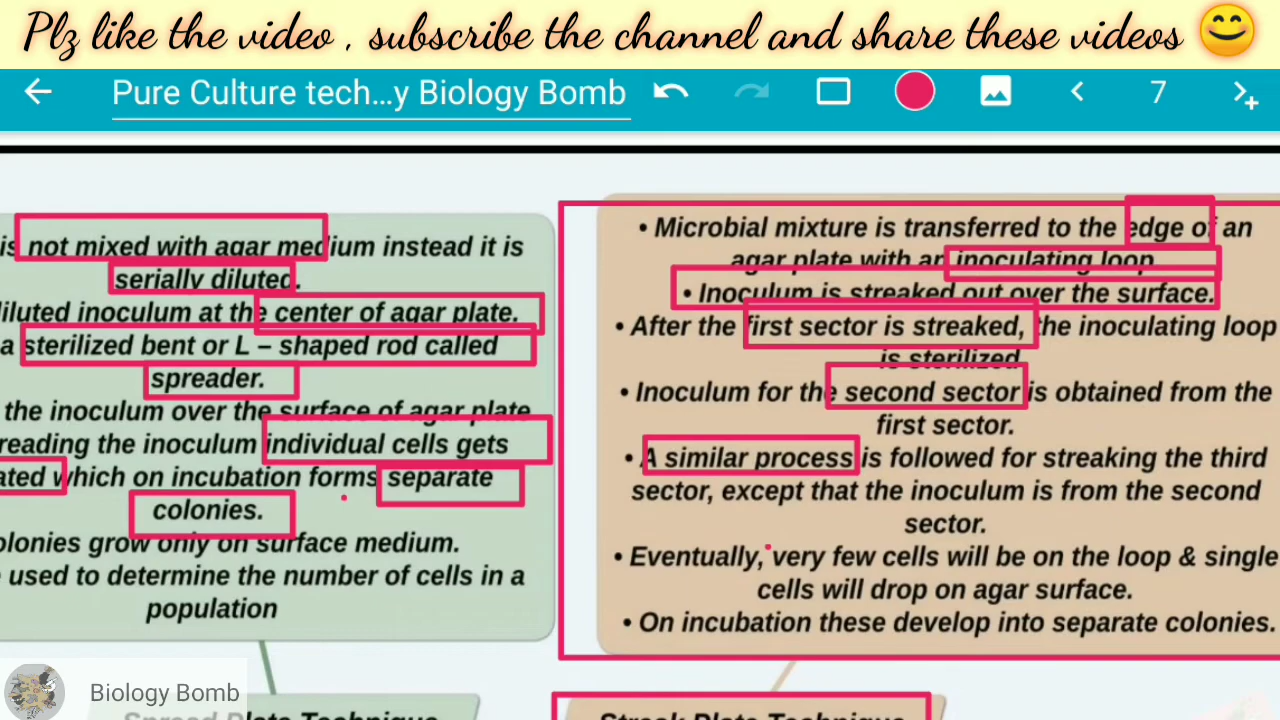 Plz like the video , subscribe the channel and share these videos 😊
Pure Culture tech...y Biology Bomb
7
is not mixed with agar medium instead it is
serially diluted.
diluted inoculum at the center of agar plate.
a sterilized bent or L – shaped rod called
spreader.
the inoculum over the surface of agar plate
reading the inoculum individual cells gets
ated which on incubation forms separate
colonies.
olonies grow only on surface medium.
used to determine the number of cells in a
population
• Microbial mixture is transferred to the edge of an
agar plate with an inoculating loop
• Inoculum is streaked out over the surface.
• After the first sector is streaked, the inoculating loop
is sterilized
• Inoculum for the second sector is obtained from the
first sector.
• A similar process is followed for streaking the third
sector, except that the inoculum is from the second
sector.
• Eventually, very few cells will be on the loop & single
cells will drop on agar surface.
• On incubation these develop into separate colonies.
Biology Bomb
Spread Plate Technique
Streak Plate Technique